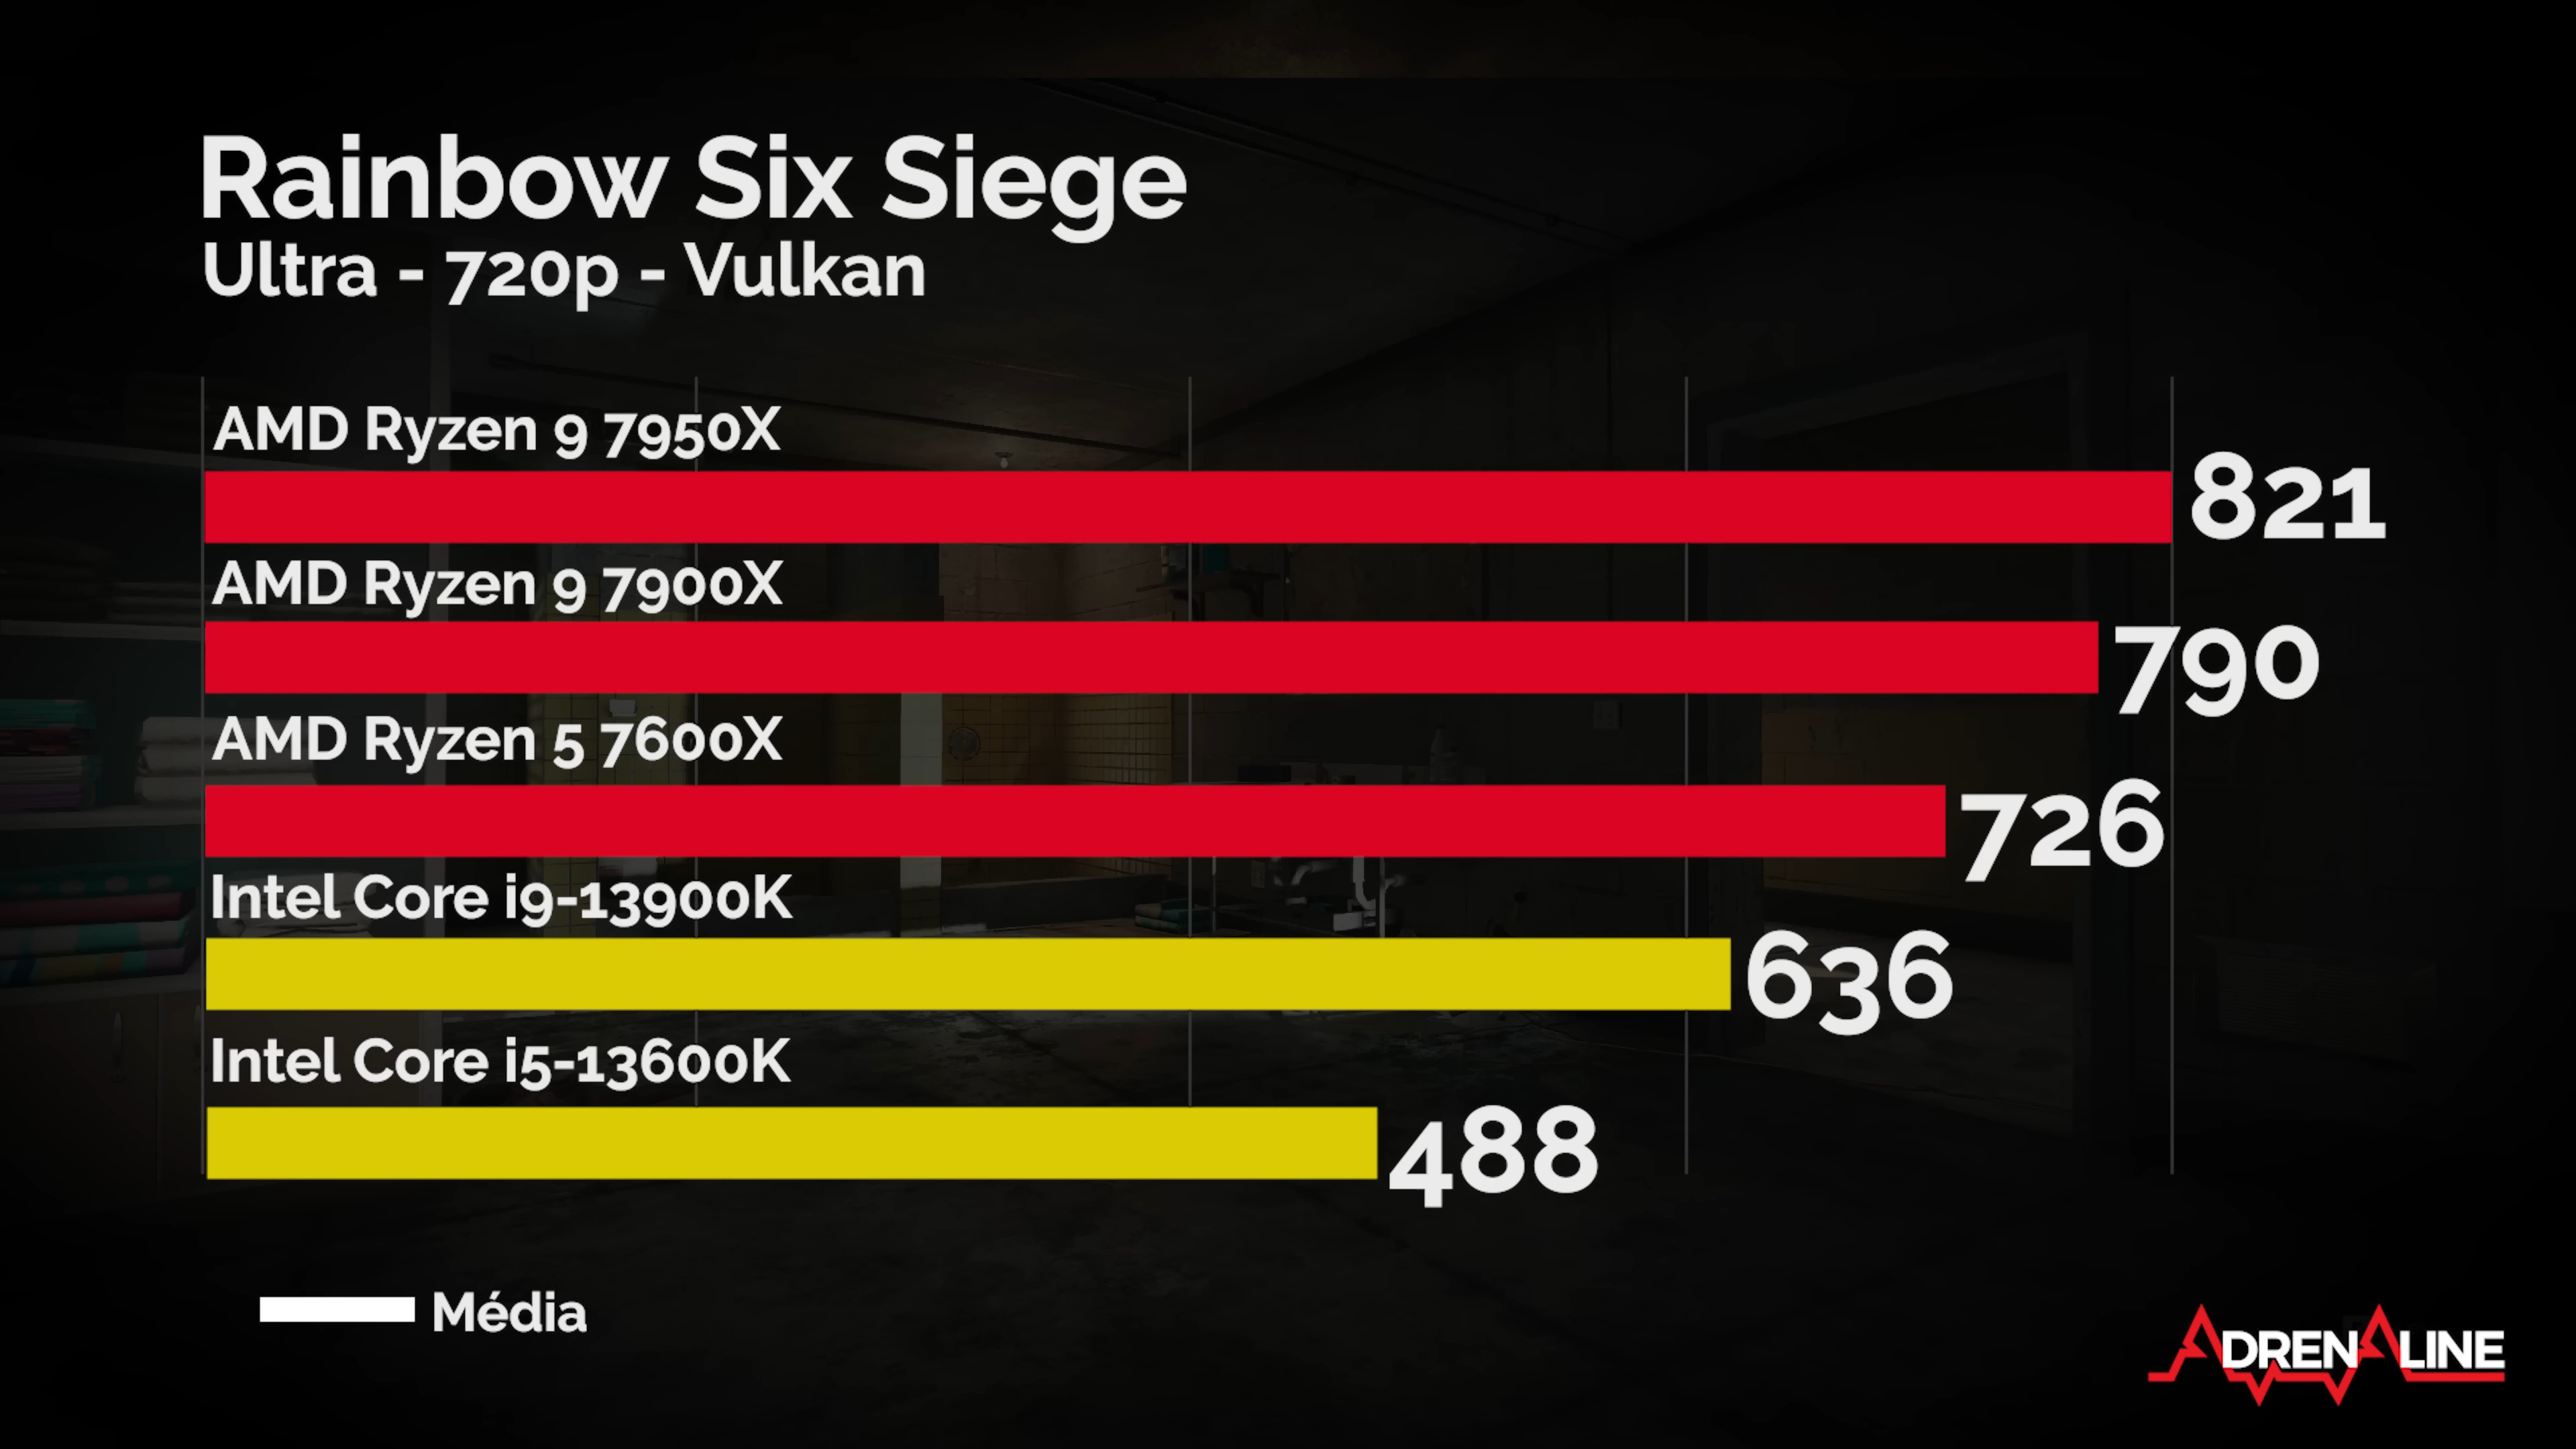 Rainbow Six Siege
Ultra - 720p - Vulkan
AMD Ryzen 9 7950X
821
AMD Ryzen 9 7900X
790
AMD Ryzen 5 7600X
726
Intel Core i9-13900K
636
Intel Core i5-13600K
488
Média
ADRENALINE